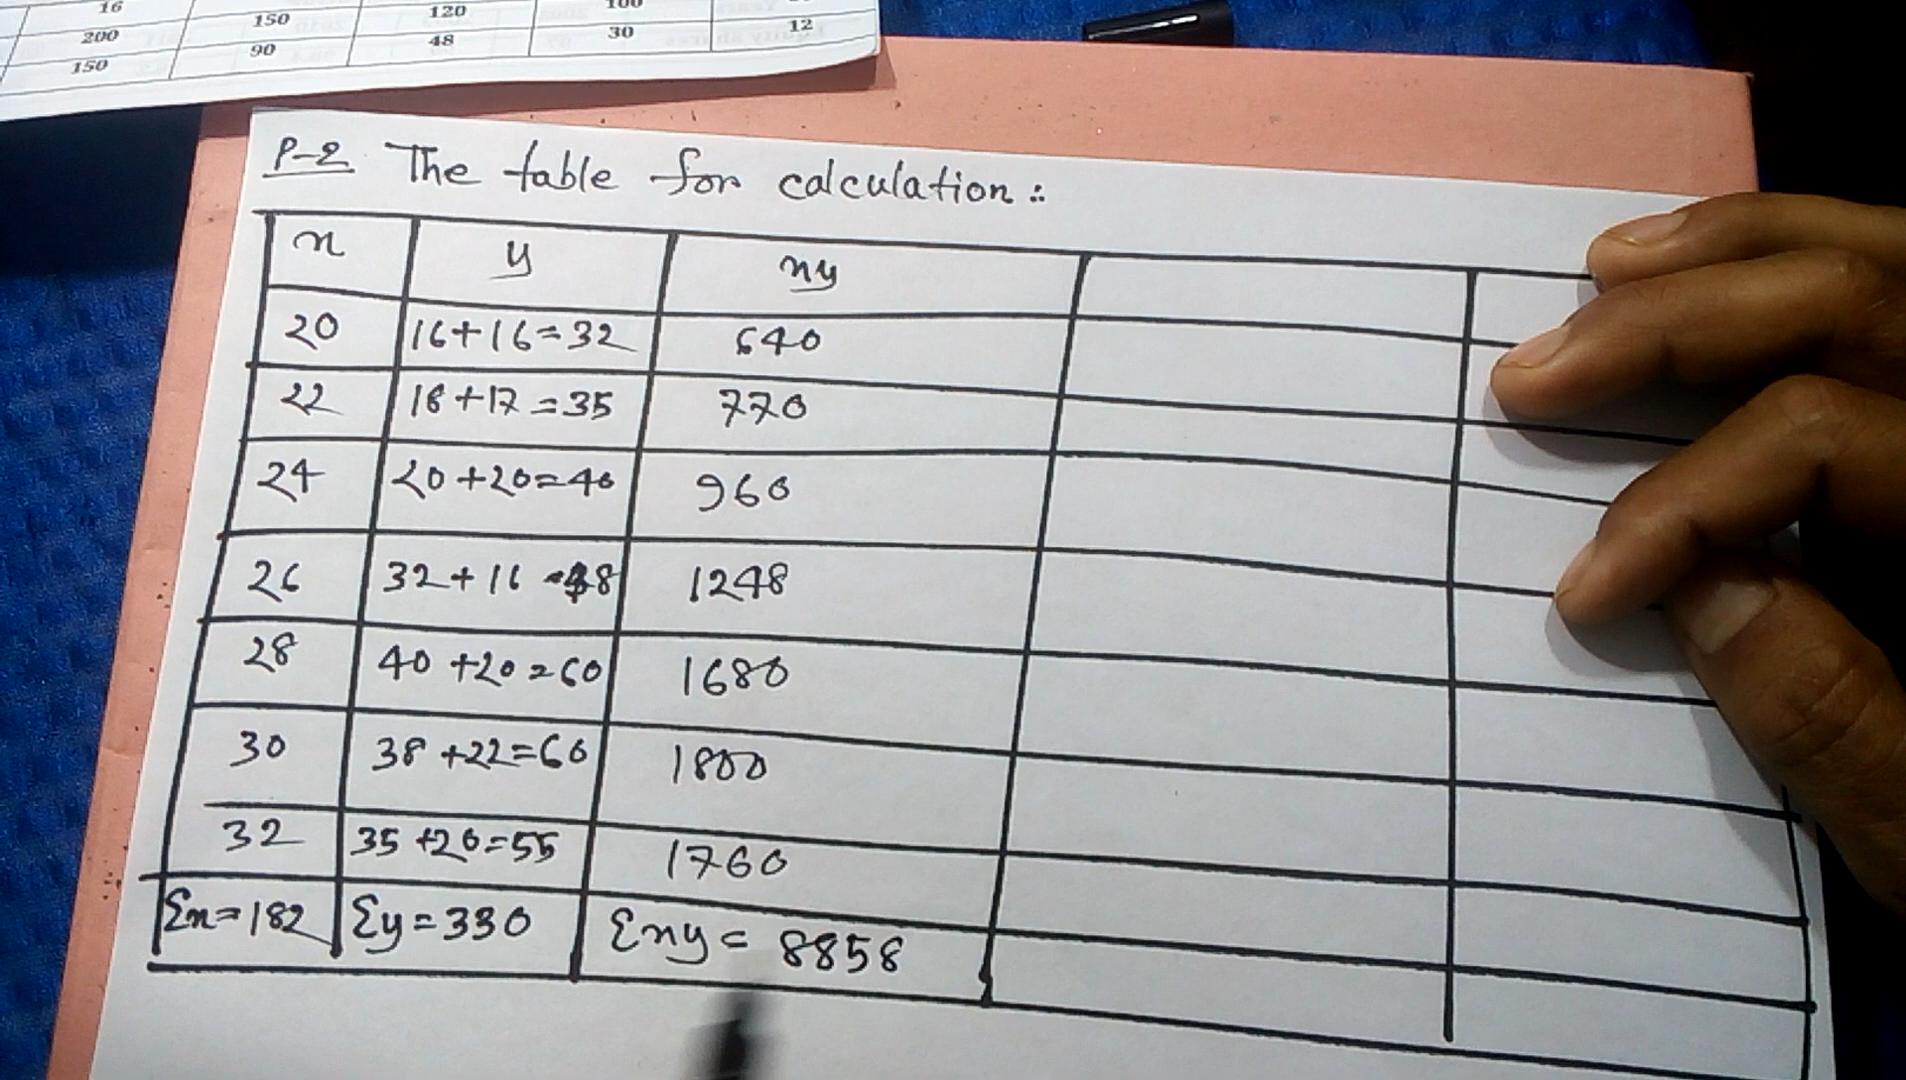 16 150 120 100
200 90 48 30 12
150
P-2 The table for calculation :
x y xy
20 16+16=32 640
22 18+17=35 770
24 20+20=40 960
26 32+16=48 1248
28 40+20=60 1680
30 38+22=60 1800
32 35+20=55 1760
Σx=182 Σy=330 Σxy= 8858